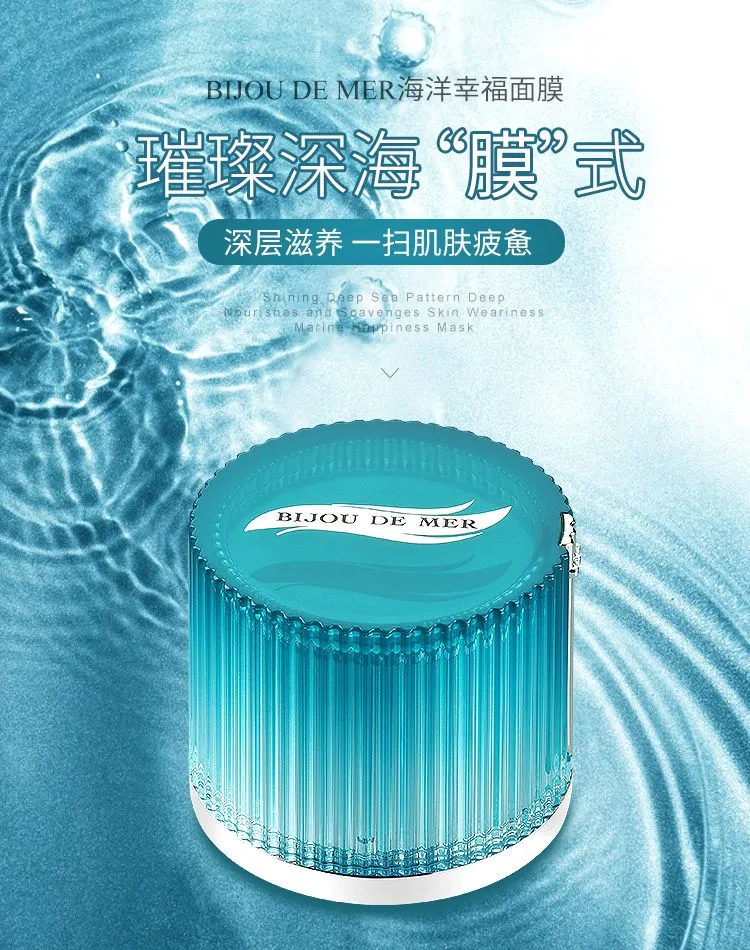 BIJOU DE MER海洋幸福面膜
璀璨深海“膜”式
深层滋养 一扫肌肤疲惫
Shining Deep Sea Pattern Deep
Nourishes and Scavenges Skin Weariness
Marine Happiness Mask
BIJOU DE MER